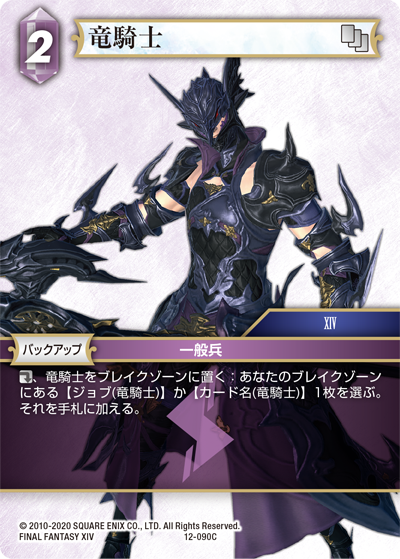 2
竜騎士
XIV
バックアップ
一般兵
、竜騎士をブレイクゾーンに置く：あなたのブレイクゾーン
にある【ジョブ(竜騎士)】か【カード名(竜騎士)】1枚を選ぶ。
それを手札に加える。
© 2010-2020 SQUARE ENIX CO., LTD. All Rights Reserved.
FINAL FANTASY XIV
12-090C